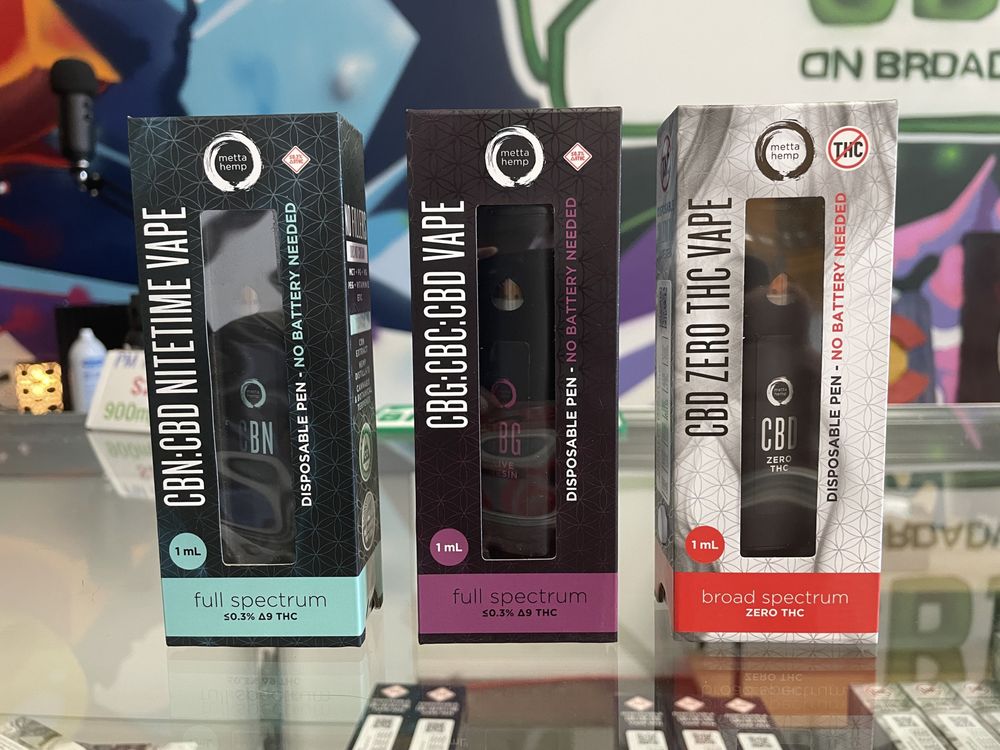 ON BROAD
metta
hemp
CBN:CBD NITETIME VAPE
DISPOSABLE PEN - NO BATTERY NEEDED
CBN
1 mL
full spectrum
≤0.3% Δ9 THC
NO FILLERS
metta
hemp
CBG:CBC:CBD VAPE
DISPOSABLE PEN - NO BATTERY NEEDED
BG
1 mL
full spectrum
≤0.3% Δ9 THC
metta
hemp
THC
CBD ZERO THC VAPE
DISPOSABLE PEN - NO BATTERY NEEDED
metta
hemp
CBD
ZERO
THC
1 mL
broad spectrum
ZERO THC
900m